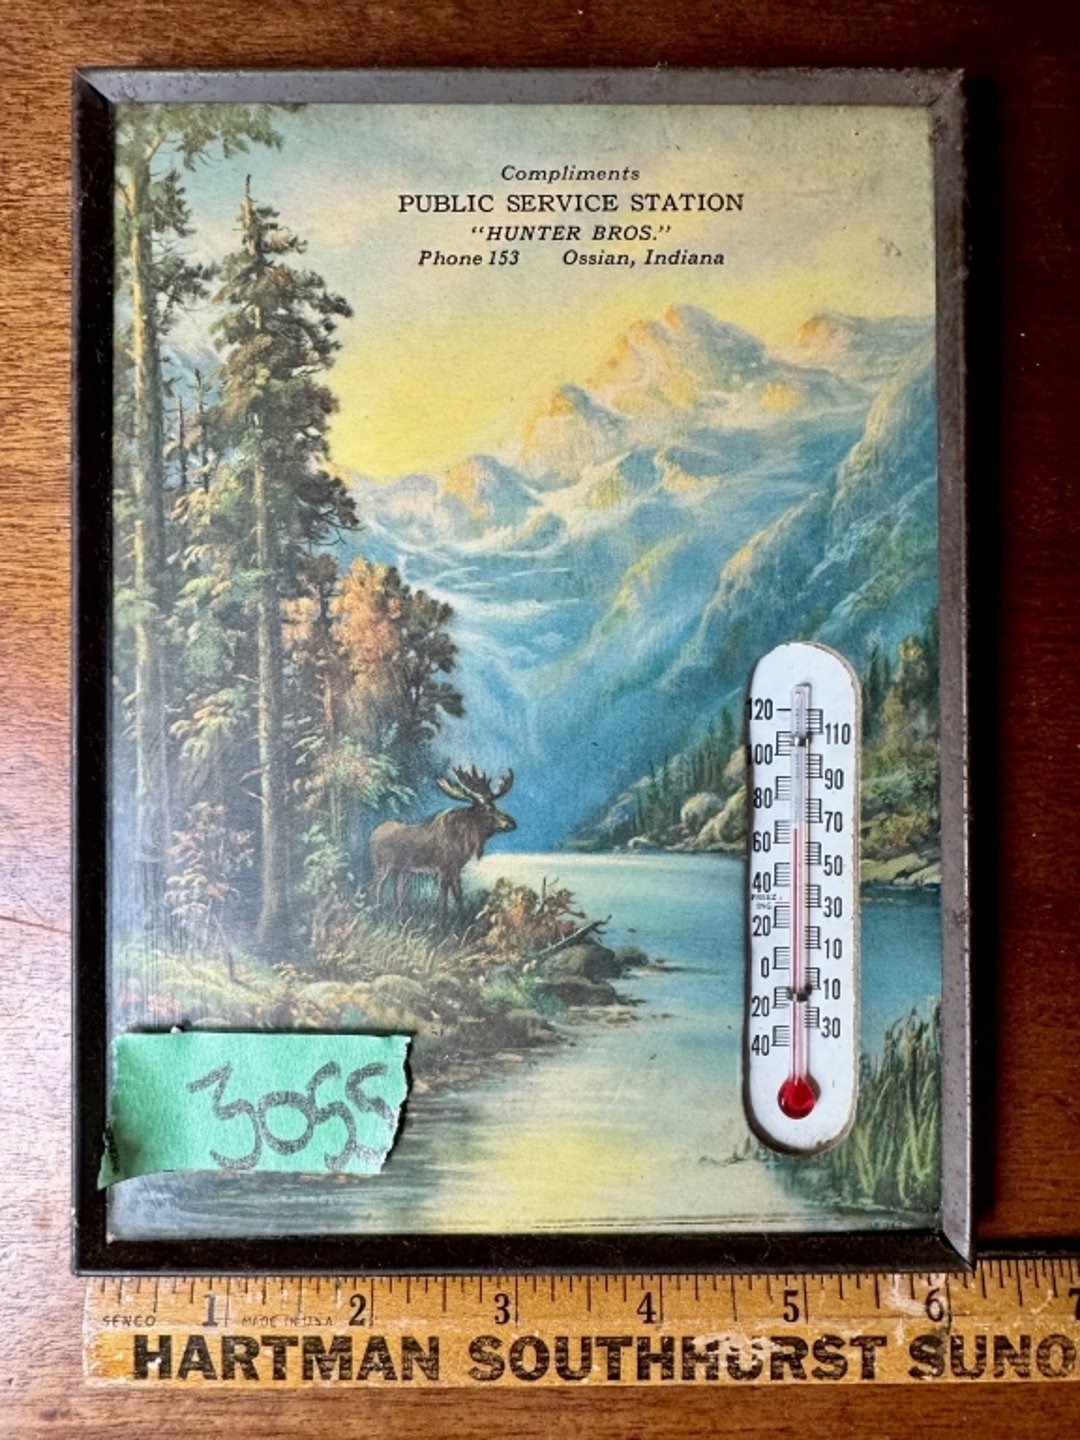 Compliments
PUBLIC SERVICE STATION
"HUNTER BROS."
Phone 153 Ossian, Indiana
120
110
100
90
80
70
60
50
40
30
20
10
0
10
20
30
40
3055
1 2 3 4 5 6 7
SENCO MADE IN U.S.A
HARTMAN SOUTHHURST SUNO